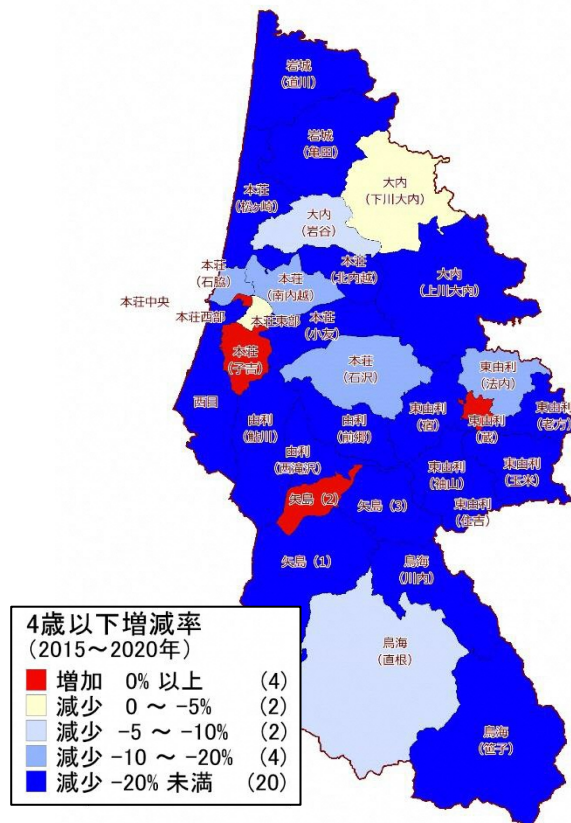 岩城
(道川)
岩城
(亀田)
大内
(下川大内)
本荘
(松ヶ崎)
大内
(岩谷)
本荘
(北内越)
本荘
(石脇)
本荘
(南内越)
大内
(上川大内)
本荘中央
本荘西部
本荘東部
本荘
(小友)
本荘
(子吉)
本荘
(石沢)
東由利
(法内)
西目
東由利
(宿)
東由利
(蔵)
東由利
(老方)
由利
(鮎川)
由利
(前郷)
由利
(西滝沢)
東由利
(袖山)
東由利
(玉米)
矢島 (2)
矢島 (3)
東由利
(住吉)
矢島 (1)
鳥海
(川内)
鳥海
(直根)
鳥海
(笹子)
4歳以下増減率
(2015~2020年)
増加 0% 以上 (4)
減少 0 ~ -5% (2)
減少 -5 ~ -10% (2)
減少 -10 ~ -20% (4)
減少 -20% 未満 (20)